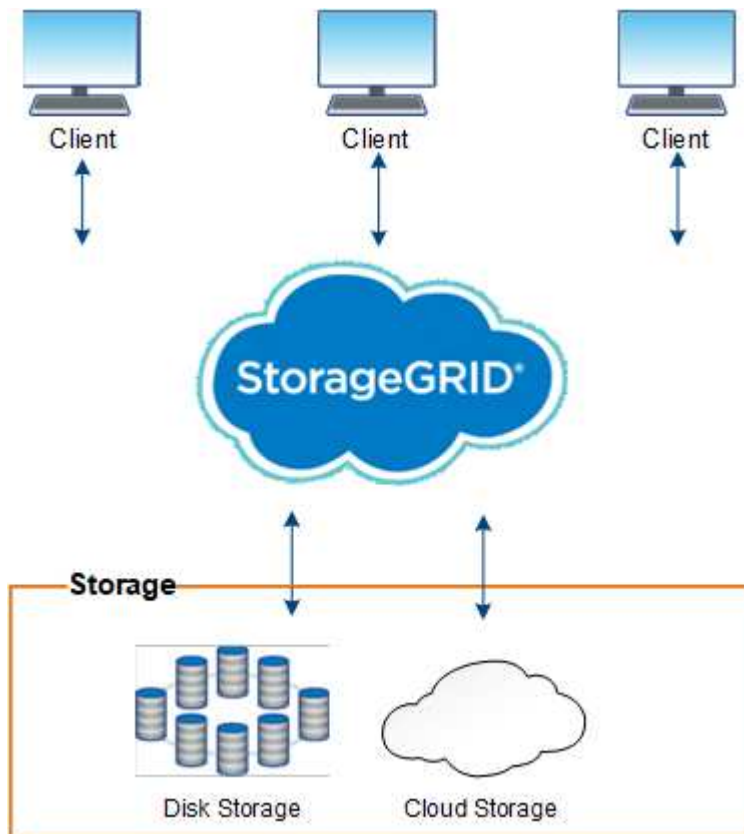 Client
Client
Client
StorageGRID®
Storage
Disk Storage
Cloud Storage